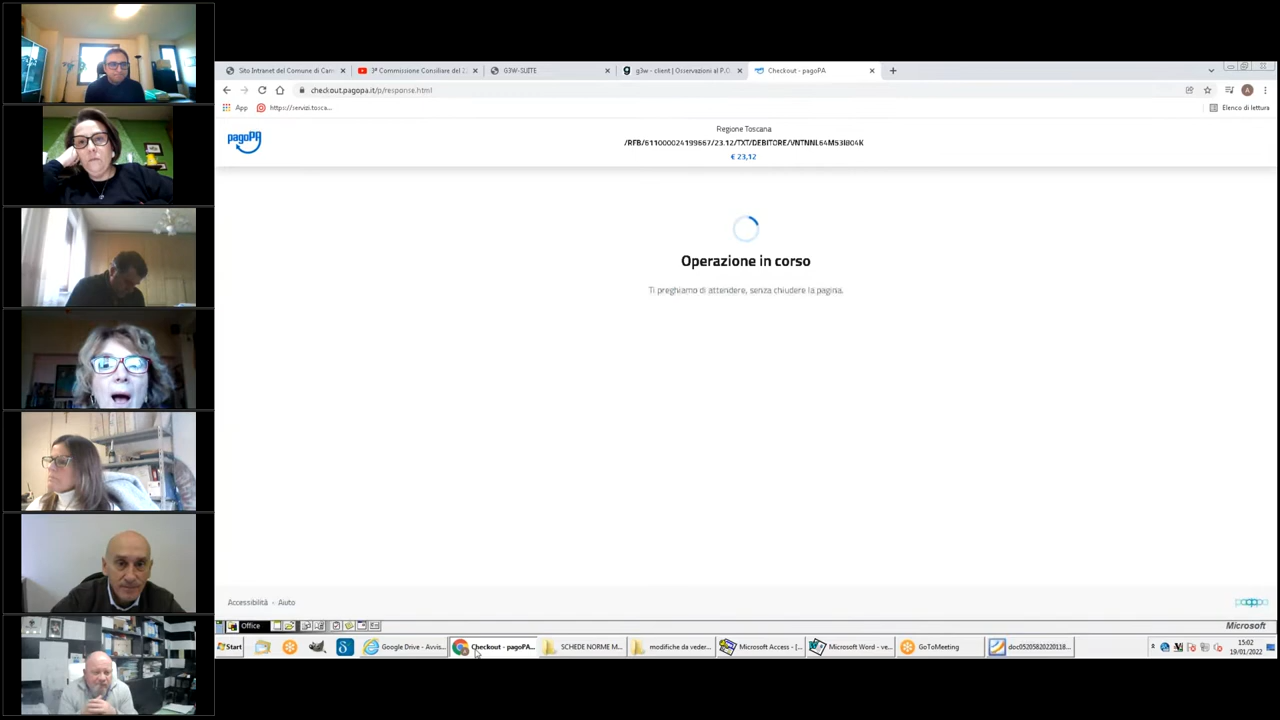 Sito Intranet del Comune di Carr
3ª Commissione Consiliare del 2
G3W-SUITE
g3w - client | Osservazioni al P.O.
Checkout - pagoPA
checkout.pagopa.it/p/response.html
A
App
https://servizi.tosca...
Elenco di lettura
pagoPA
Regione Toscana
€ 23,12
Operazione in corso
Ti preghiamo di attendere, senza chiudere la pagina.
Accessibilità - Aiuto
pagoPA
Office
Microsoft
Start
Google Drive - Avvis...
Checkout - pagoPA...
SCHEDE NORME M...
modifiche da veder...
Microsoft Access - [...
Microsoft Word - ve...
GoToMeeting
doc05205820220118...
15:02
19/01/2022